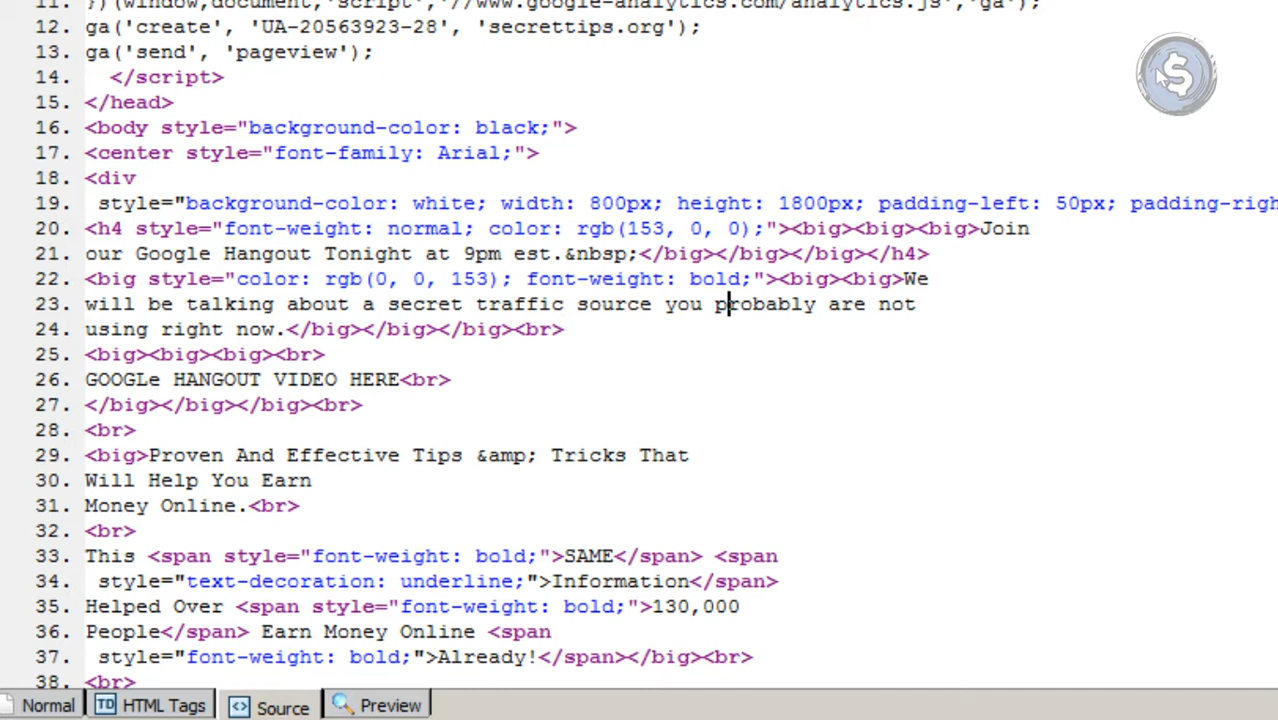 11. })(window,document,'script','//www.google-analytics.com/analytics.js','ga');
12. ga('create', 'UA-20563923-28', 'secrettips.org');
13. ga('send', 'pageview');
14. </script>
15. </head>
16. <body style="background-color: black;">
17. <center style="font-family: Arial;">
18. <div
19. style="background-color: white; width: 800px; height: 1800px; padding-left: 50px; padding-righ
20. <h4 style="font-weight: normal; color: rgb(153, 0, 0);"><big><big><big>Join
21. our Google Hangout Tonight at 9pm est.&nbsp;</big></big></big></h4>
22. <big style="color: rgb(0, 0, 153); font-weight: bold;"><big><big>We
23. will be talking about a secret traffic source you probably are not
24. using right now.</big></big></big><br>
25. <big><big><big><br>
26. GOOGLe HANGOUT VIDEO HERE<br>
27. </big></big></big><br>
28. <br>
29. <big>Proven And Effective Tips &amp; Tricks That
30. Will Help You Earn
31. Money Online.<br>
32. <br>
33. This <span style="font-weight: bold;">SAME</span> <span
34. style="text-decoration: underline;">Information</span>
35. Helped Over <span style="font-weight: bold;">130,000
36. People</span> Earn Money Online <span
37. style="font-weight: bold;">Already!</span></big><br>
38. <br>
Normal TD HTML Tags <> Source Preview
$